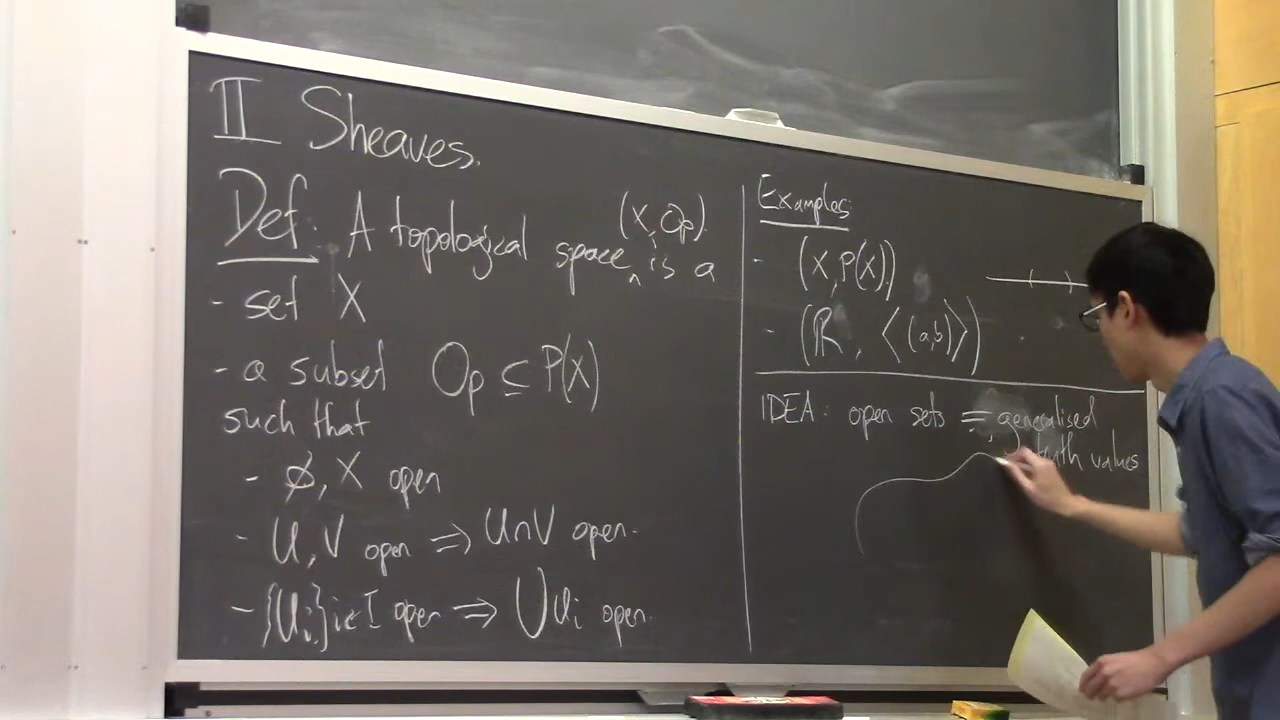 II Sheaves.
Def: A topological space (X, Op) is a
- set X
- a subset Op ⊆ P(X)
such that
- ∅, X open
- U, V open ⇒ U∩V open.
- {Ui}i∈I open ⇒ ⋃Ui open.
Examples:
- (X, P(X))
- (ℝ, ⟨(a,b)⟩)
IDEA: open sets = generalised
truth values